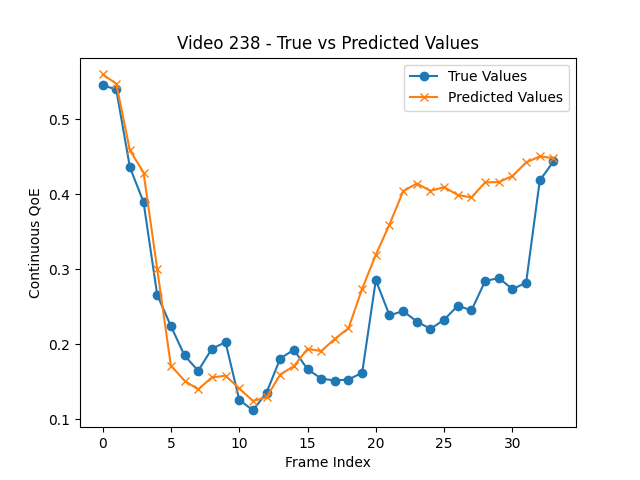 Video 238 - True vs Predicted Values
True Values
Predicted Values
Continuous QoE
0.5
0.4
0.3
0.2
0.1
0 5 10 15 20 25 30
Frame Index